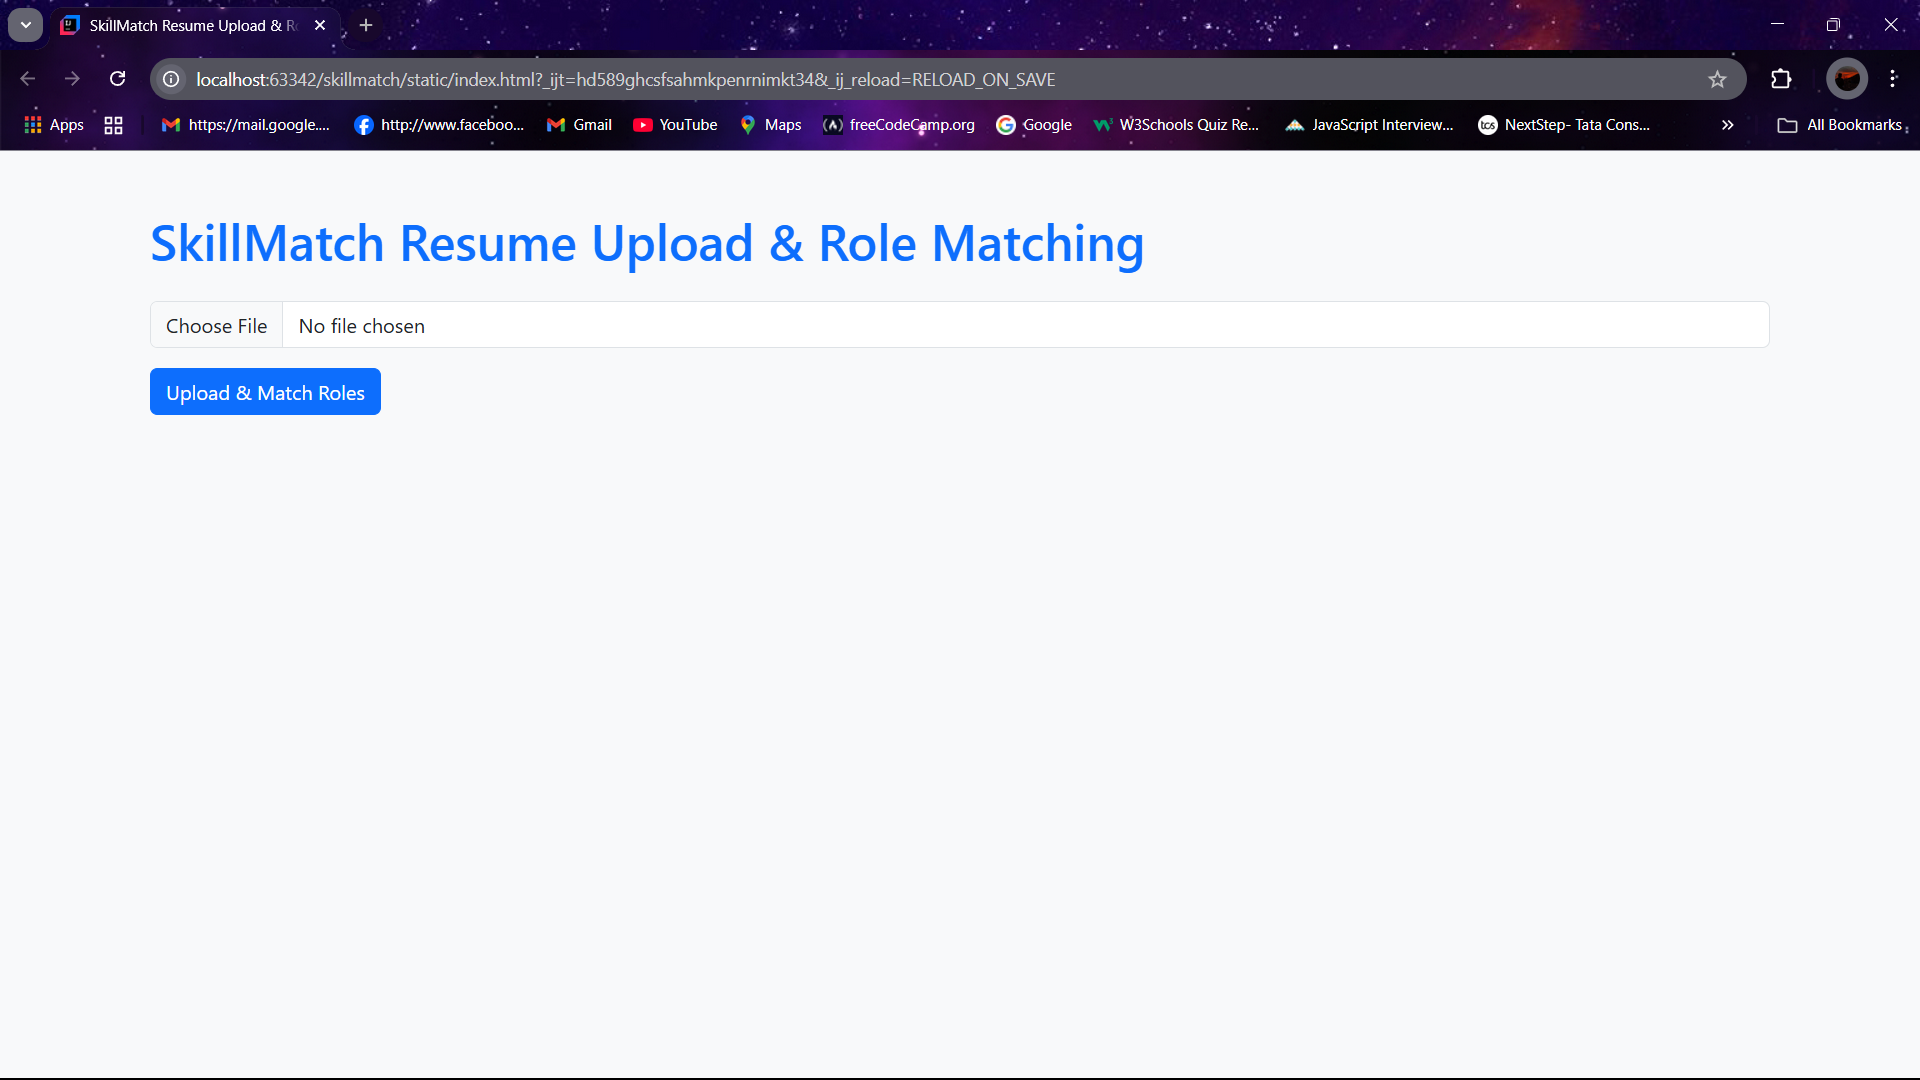 SkillMatch Resume Upload & R
localhost:63342/skillmatch/static/index.html?_ijt=hd589ghcsfsahmkpenrnimkt34&_ij_reload=RELOAD_ON_SAVE
Apps https://mail.google.... http://www.faceboo... Gmail YouTube Maps freeCodeCamp.org Google W3Schools Quiz Re... JavaScript Interview... tcs NextStep- Tata Cons... » All Bookmarks
SkillMatch Resume Upload & Role Matching
Choose File No file chosen
Upload & Match Roles